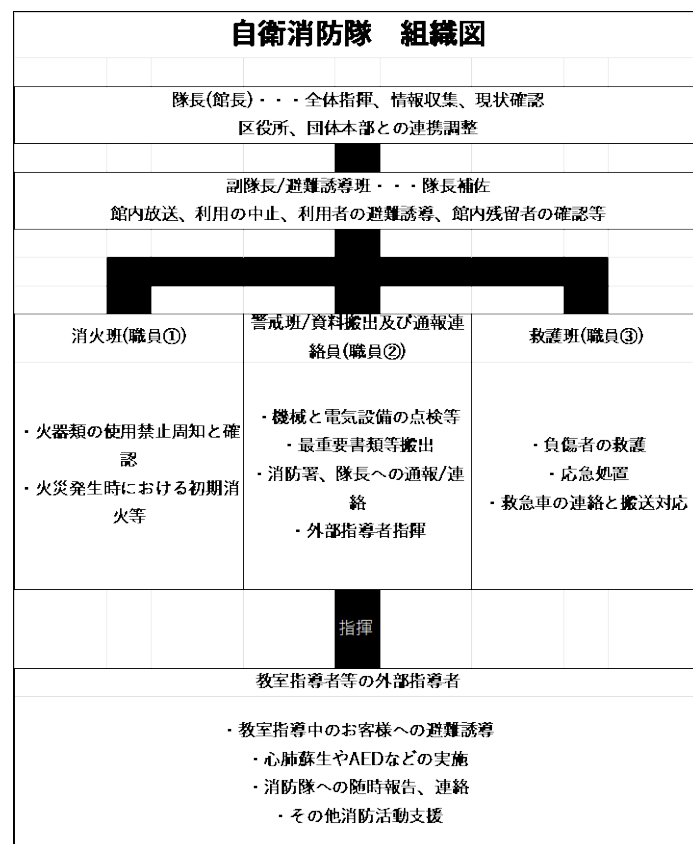 自衛消防隊　組織図
隊長(館長)・・・全体指揮、情報収集、現状確認
区役所、団体本部との連携調整
副隊長/避難誘導班・・・隊長補佐
館内放送、利用の中止、利用者の避難誘導、館内残留者の確認等
消火班(職員①)
・火器類の使用禁止周知と確
認
・火災発生時における初期消
火等
警戒班/資料搬出及び通報連
絡員(職員②)
・機械と電気設備の点検等
・最重要書類等搬出
・消防署、隊長への通報/連
絡
・外部指導者指揮
救護班(職員③)
・負傷者の救護
・応急処置
・救急車の連絡と搬送対応
指揮
教室指導者等の外部指導者
・教室指導中のお客様への避難誘導
・心肺蘇生やAEDなどの実施
・消防隊への随時報告、連絡
・その他消防活動支援